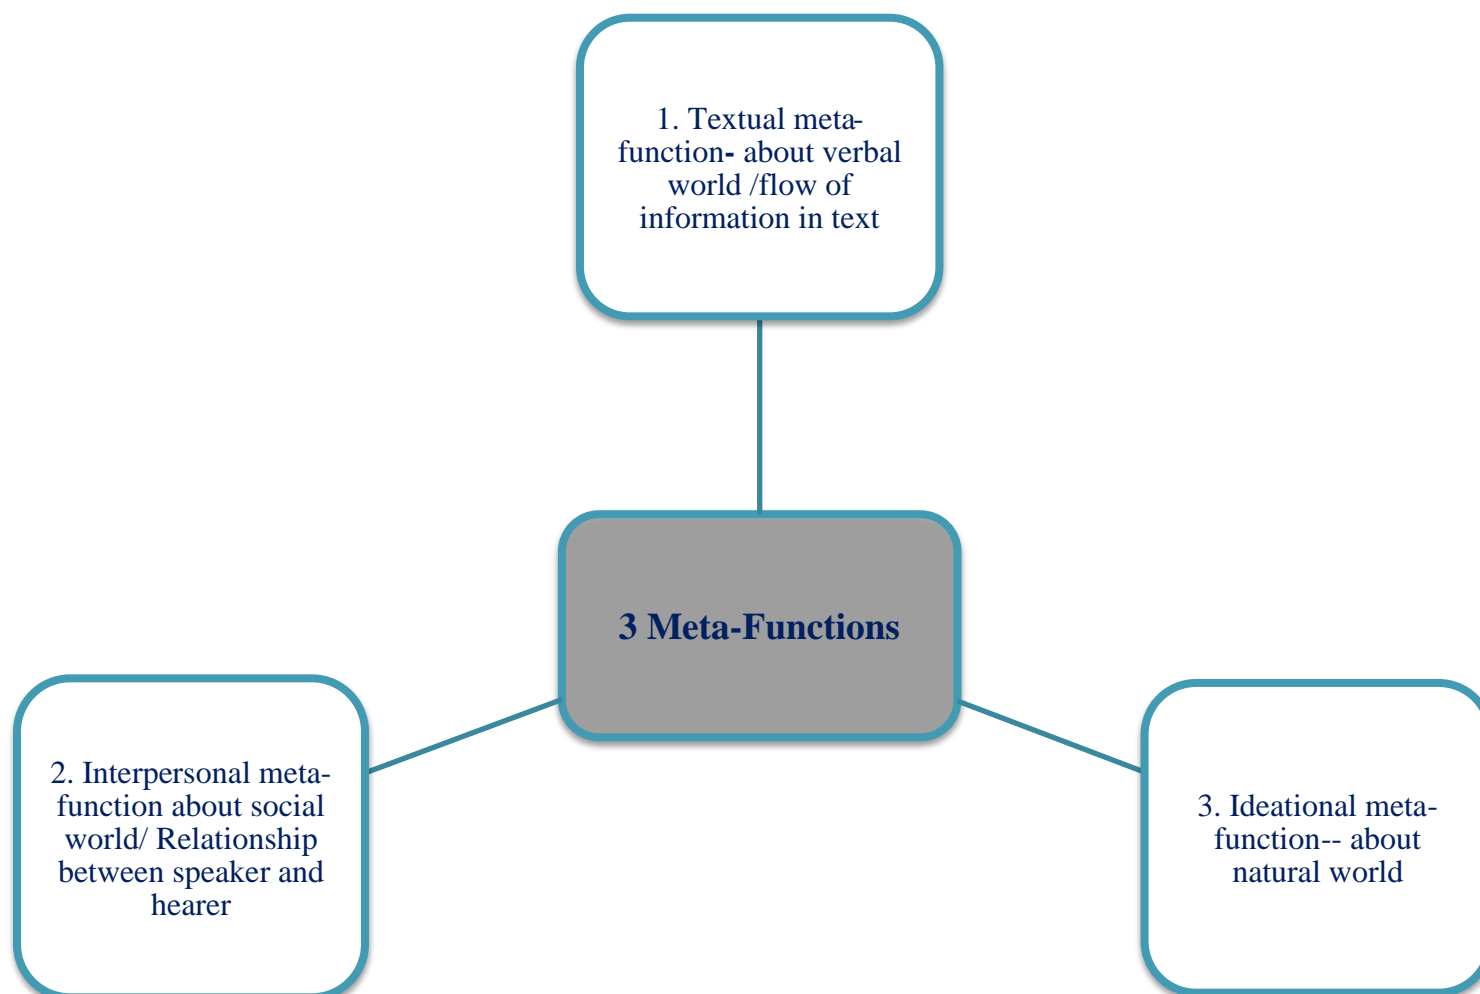 1. Textual meta-
function- about verbal
world /flow of
information in text
3 Meta-Functions
2. Interpersonal meta-
function about social
world/ Relationship
between speaker and
hearer
3. Ideational meta-
function-- about
natural world